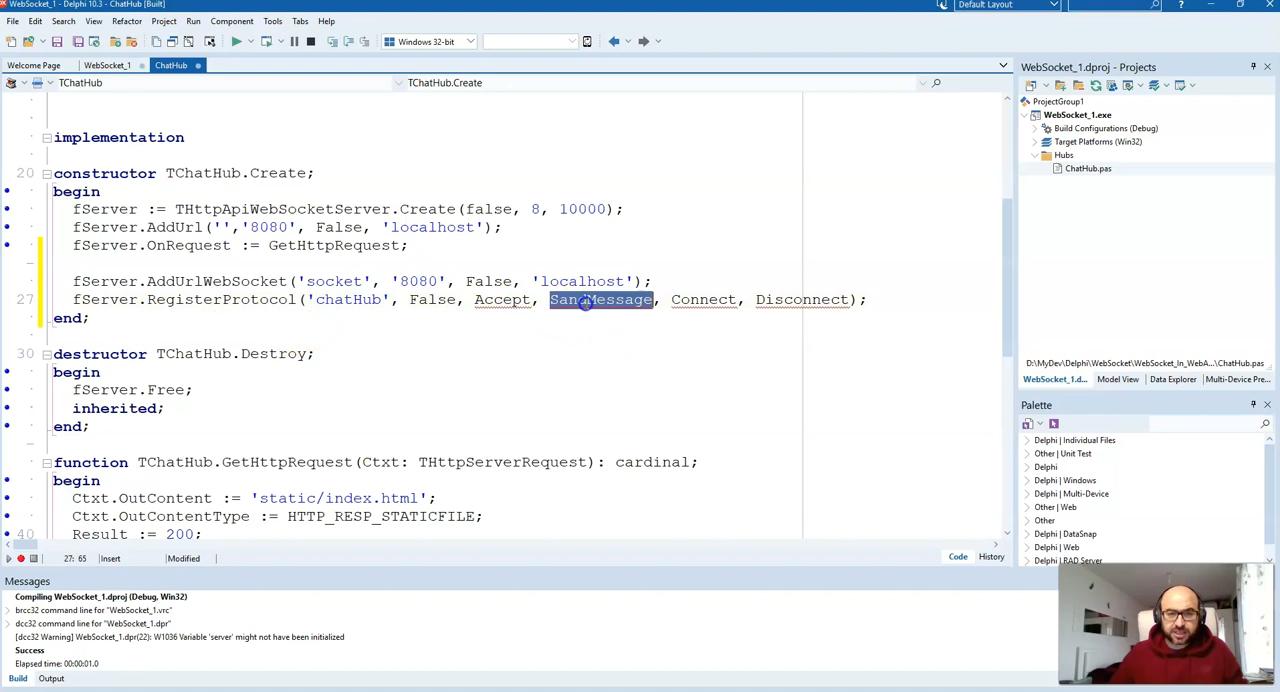 WebSocket_1 - Delphi 10.3 - ChatHub [Built]
Default Layout
File Edit Search View Refactor Project Run Component Tools Tabs Help
Windows 32-bit
Welcome Page WebSocket_1 ChatHub
TChatHub TChatHub.Create
implementation
20 constructor TChatHub.Create;
begin
fServer := THttpApiWebSocketServer.Create(false, 8, 10000);
fServer.AddUrl('','8080', False, 'localhost');
fServer.OnRequest := GetHttpRequest;
fServer.AddUrlWebSocket('socket', '8080', False, 'localhost');
27 fServer.RegisterProtocol('chatHub', False, Accept, SandMessage, Connect, Disconnect);
end;
30 destructor TChatHub.Destroy;
begin
fServer.Free;
inherited;
end;
function TChatHub.GetHttpRequest(Ctxt: THttpServerRequest): cardinal;
begin
Ctxt.OutContent := 'static/index.html';
Ctxt.OutContentType := HTTP_RESP_STATICFILE;
40 Result := 200;
27: 65 Insert Modified Code History
WebSocket_1.dproj - Projects
ProjectGroup1
WebSocket_1.exe
Build Configurations (Debug)
Target Platforms (Win32)
Hubs
ChatHub.pas
D:\MyDev\Delphi\WebSocket\WebSocket_In_WebA...\ChatHub.pas
WebSocket_1.d... Model View Data Explorer Multi-Device Pre...
Palette
Delphi | Individual Files
Other | Unit Test
Delphi
Delphi | Windows
Delphi | Multi-Device
Other | Web
Other
Delphi | DataSnap
Delphi | Web
Delphi | RAD Server
Messages
Compiling WebSocket_1.dproj (Debug, Win32)
brcc32 command line for "WebSocket_1.vrc"
dcc32 command line for "WebSocket_1.dpr"
[dcc32 Warning] WebSocket_1.dpr(22): W1036 Variable 'server' might not have been initialized
Success
Elapsed time: 00:00:01.0
Build Output